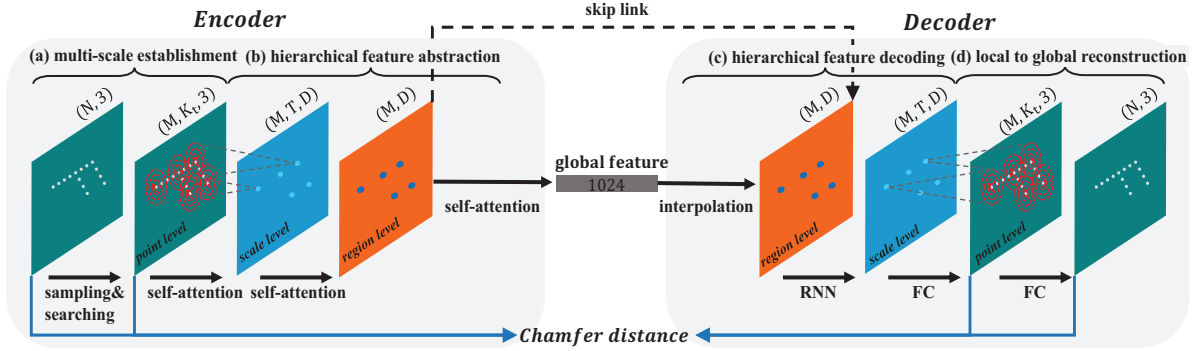 Encoder
skip link
Decoder
(a) multi-scale establishment
(b) hierarchical feature abstraction
(c) hierarchical feature decoding
(d) local to global reconstruction
(N, 3)
(M, K_t, 3)
(M, T, D)
(M, D)
(M, D)
(M, T, D)
(M, K_t, 3)
(N, 3)
point level
scale level
region level
global feature
1024
self-attention
interpolation
region level
scale level
point level
sampling&
searching
self-attention
self-attention
RNN
FC
FC
Chamfer distance